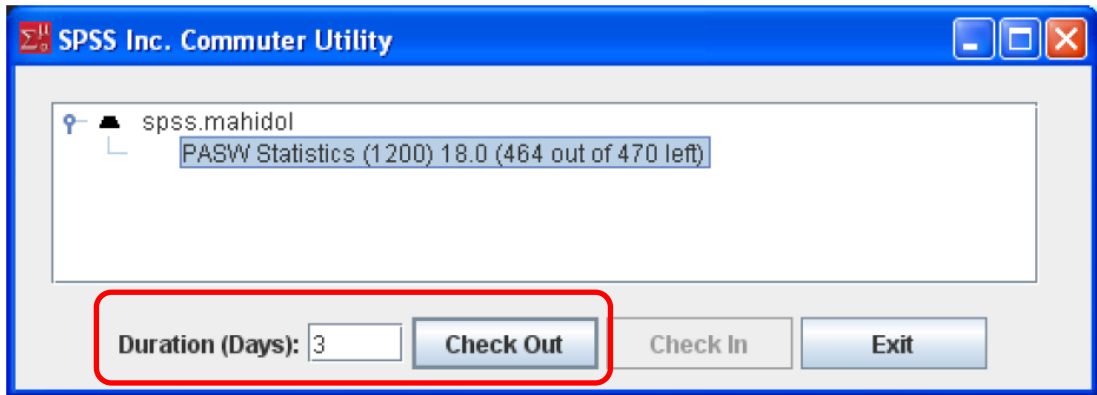 SPSS Inc. Commuter Utility
spss.mahidol
PASW Statistics (1200) 18.0 (464 out of 470 left)
Duration (Days): 3 Check Out Check In Exit